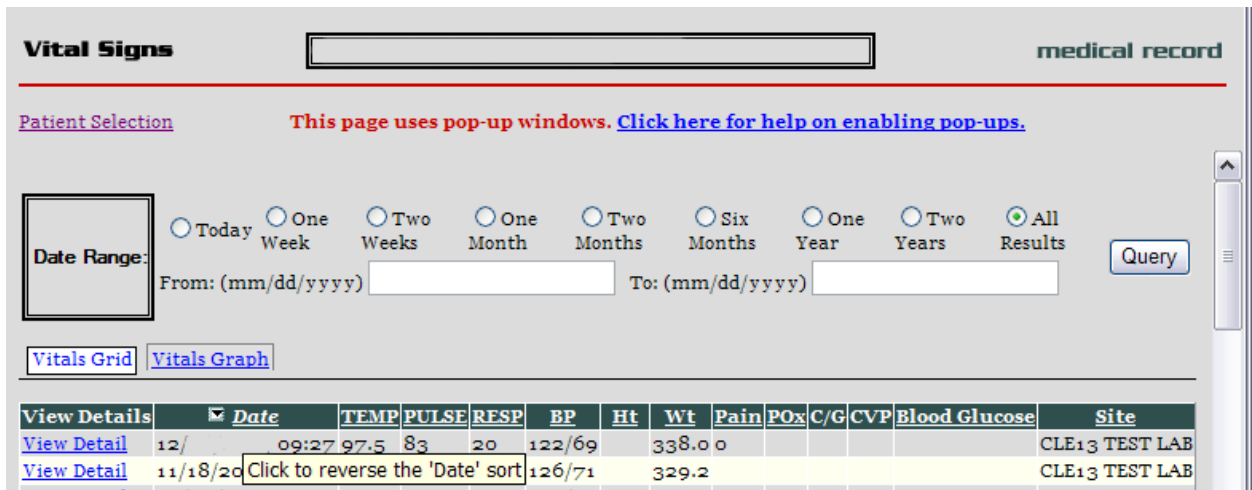 Vital Signs medical record
Patient Selection This page uses pop-up windows. Click here for help on enabling pop-ups.
Date Range:
Today One Week Two Weeks One Month Two Months Six Months One Year Two Years All Results
From: (mm/dd/yyyy) To: (mm/dd/yyyy)
Query
Vitals Grid Vitals Graph
View Details Date TEMP PULSE RESP BP Ht Wt Pain POx C/G CVP Blood Glucose Site
View Detail 12/ 09:27 97.5 83 20 122/69 338.0 0 CLE13 TEST LAB
View Detail 11/18/20 Click to reverse the 'Date' sort 126/71 329.2 CLE13 TEST LAB